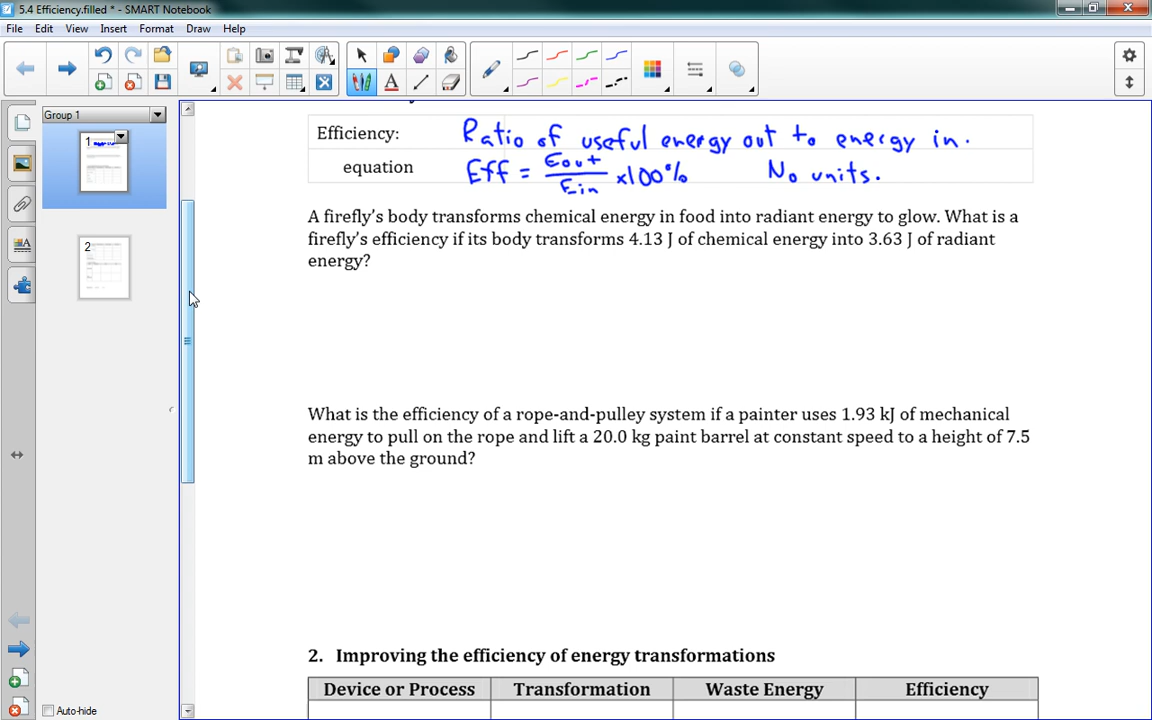 5.4 Efficiency.filled * - SMART Notebook
File Edit View Insert Format Draw Help
Group 1
1
2
Efficiency: Ratio of useful energy out to energy in.
equation Eff = Eout/Ein x100% No units.
A firefly's body transforms chemical energy in food into radiant energy to glow. What is a
firefly's efficiency if its body transforms 4.13 J of chemical energy into 3.63 J of radiant
energy?
What is the efficiency of a rope-and-pulley system if a painter uses 1.93 kJ of mechanical
energy to pull on the rope and lift a 20.0 kg paint barrel at constant speed to a height of 7.5
m above the ground?
2. Improving the efficiency of energy transformations
Device or Process Transformation Waste Energy Efficiency
Auto-hide